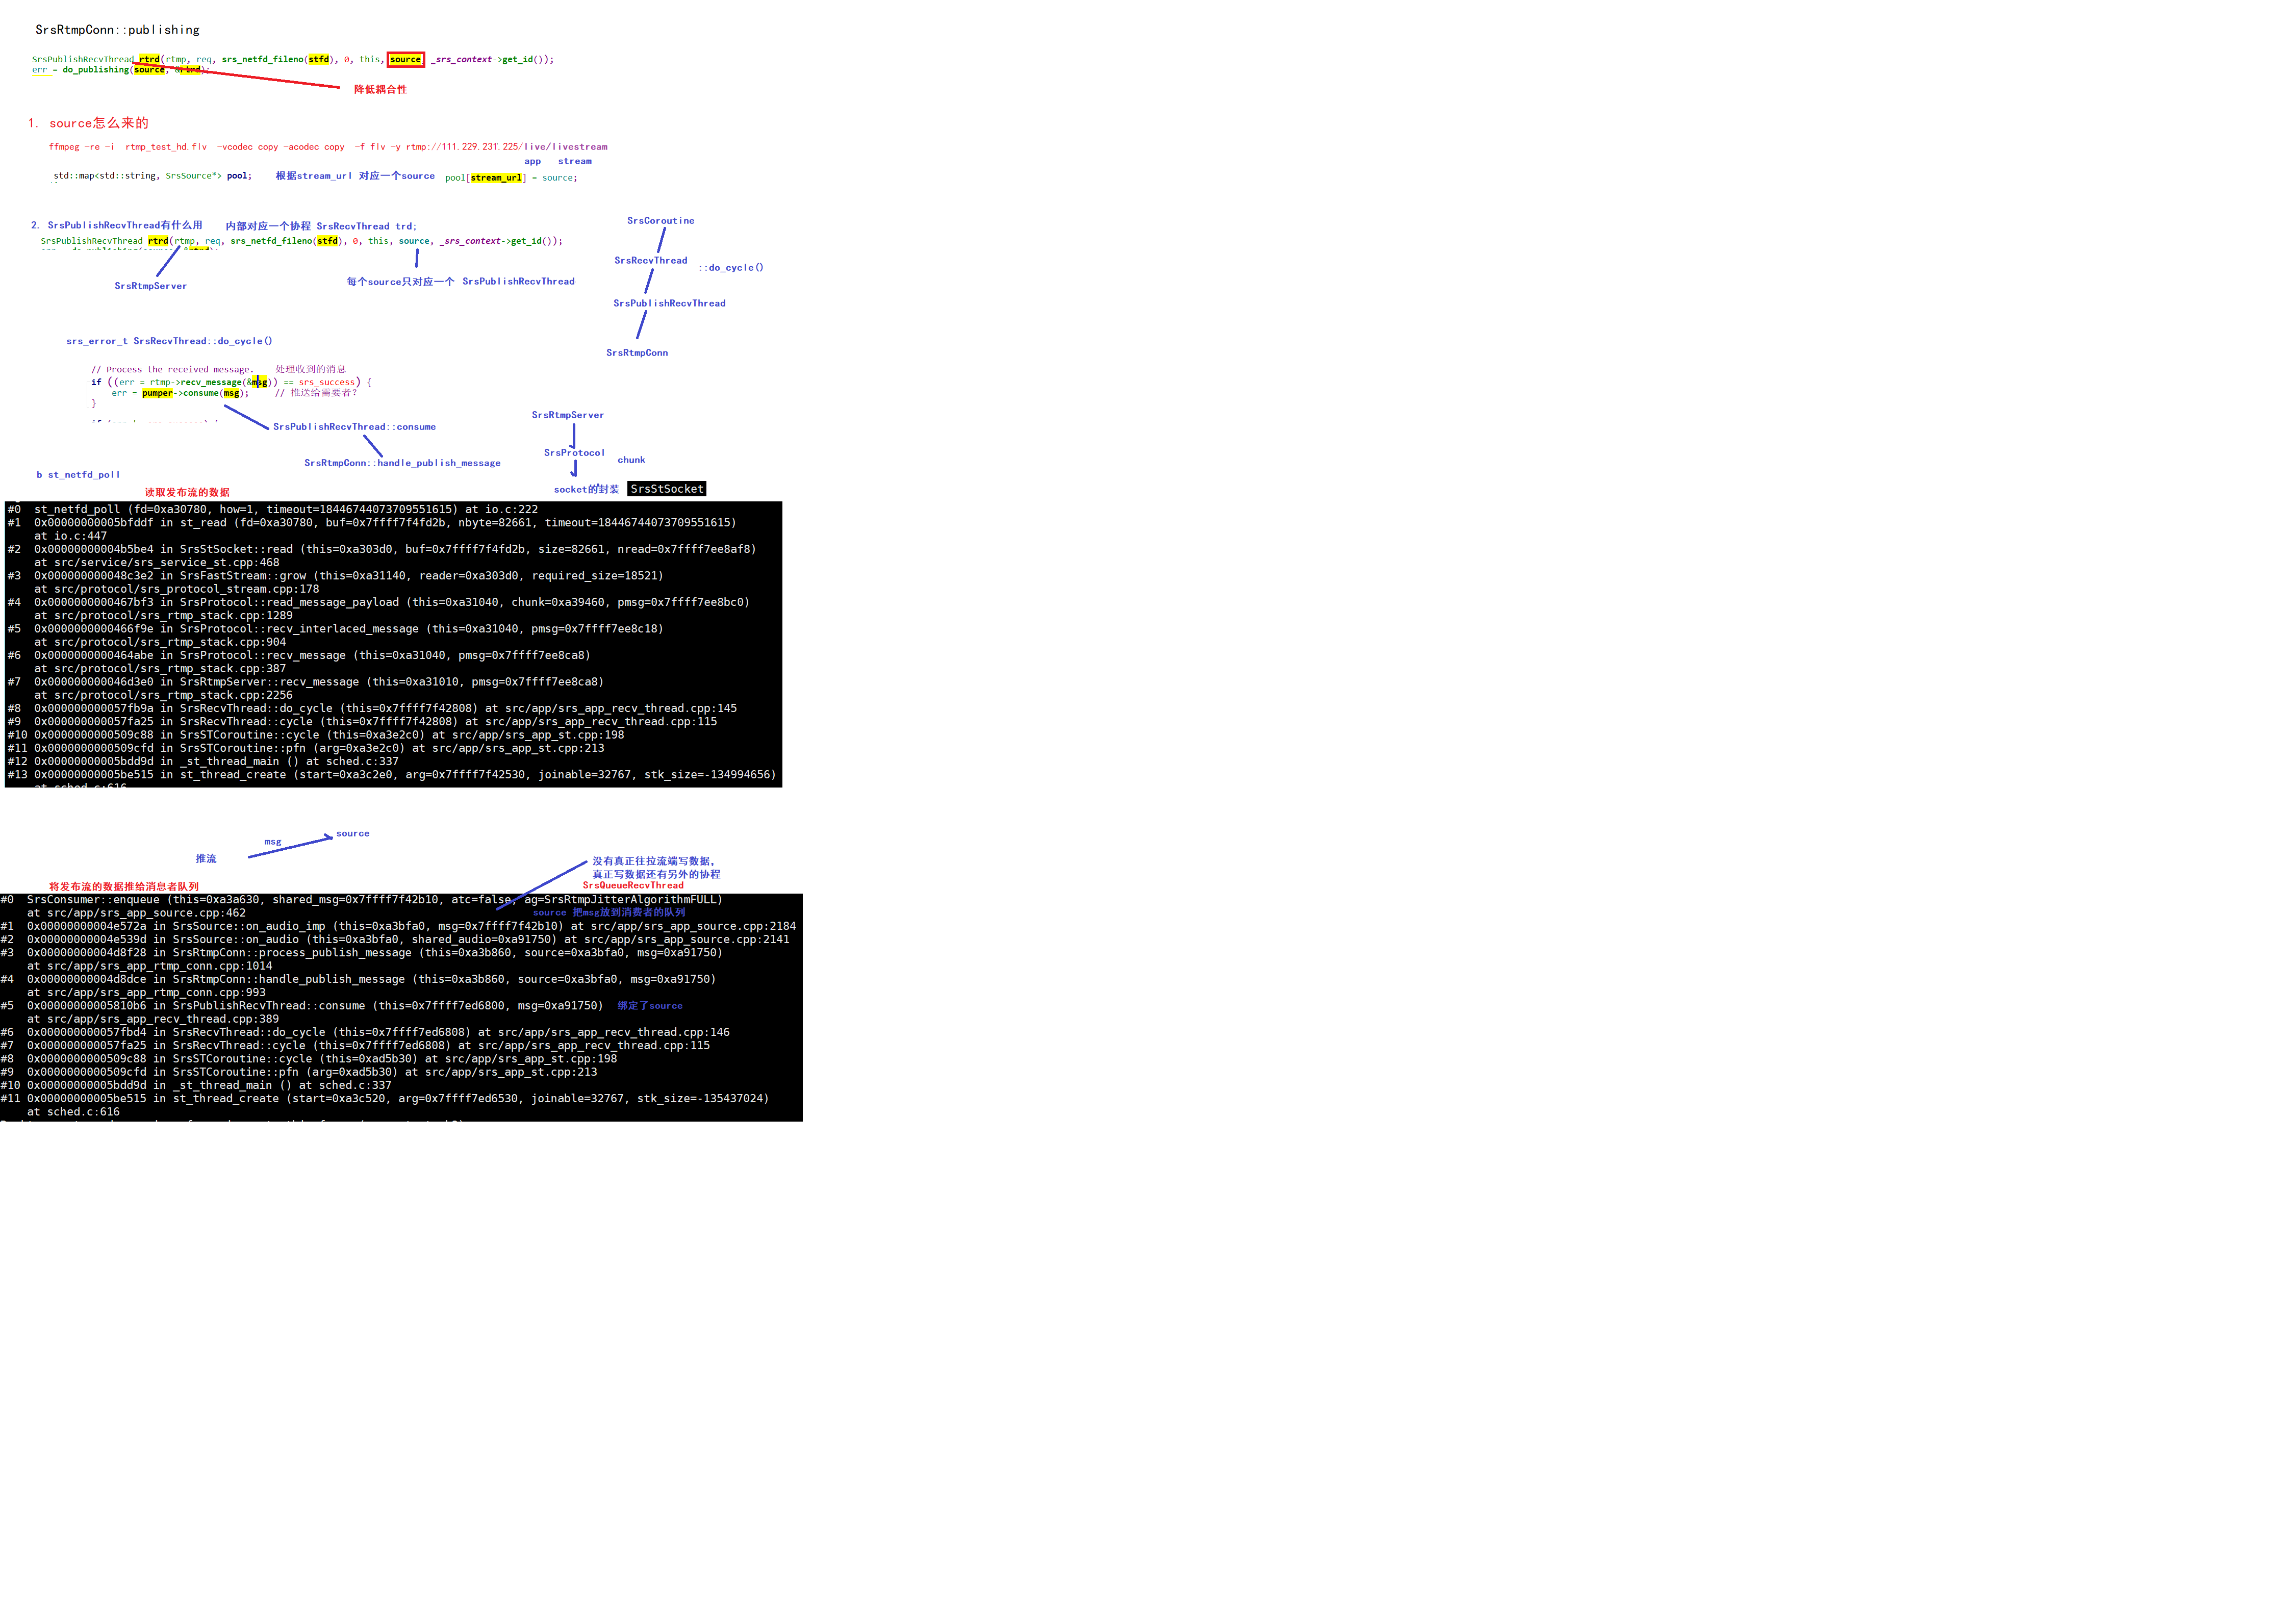 SrsRtmpConn::publishing
SrsPublishRecvThread rtrd(rtmp, req, srs_netfd_fileno(stfd), 0, this, source, _srs_context->get_id());
err = do_publishing(source, &rtrd);
降低耦合性
1. source怎么来的
ffmpeg -re -i rtmp_test_hd.flv -vcodec copy -acodec copy -f flv -y rtmp://111.229.231.225/live/livestream
app stream
std::map<std::string, SrsSource*> pool; 根据stream_url 对应一个source pool[stream_url] = source;
2. SrsPublishRecvThread有什么用 内部对应一个协程 SrsRecvThread trd;
SrsPublishRecvThread rtrd(rtmp, req, srs_netfd_fileno(stfd), 0, this, source, _srs_context->get_id());
SrsRtmpServer
每个source只对应一个 SrsPublishRecvThread
SrsCoroutine
SrsRecvThread ::do_cycle()
SrsPublishRecvThread
SrsRtmpConn
srs_error_t SrsRecvThread::do_cycle()
// Process the received message. 处理收到的消息
if ((err = rtmp->recv_message(&msg)) == srs_success) {
err = pumper->consume(msg); // 推送给需要者?
}
SrsPublishRecvThread::consume
SrsRtmpConn::handle_publish_message
SrsRtmpServer
SrsProtocol chunk
socket的封装 SrsStSocket
b st_netfd_poll
读取发布流的数据
#0 st_netfd_poll (fd=0xa30780, how=1, timeout=18446744073709551615) at io.c:222
#1 0x00000000005bfddf in st_read (fd=0xa30780, buf=0x7ffff7f4fd2b, nbyte=82661, timeout=18446744073709551615)
at io.c:447
#2 0x00000000004b5be4 in SrsStSocket::read (this=0xa303d0, buf=0x7ffff7f4fd2b, size=82661, nread=0x7ffff7ee8af8)
at src/service/srs_service_st.cpp:468
#3 0x000000000048c3e2 in SrsFastStream::grow (this=0xa31140, reader=0xa303d0, required_size=18521)
at src/protocol/srs_protocol_stream.cpp:178
#4 0x0000000000467bf3 in SrsProtocol::read_message_payload (this=0xa31040, chunk=0xa39460, pmsg=0x7ffff7ee8bc0)
at src/protocol/srs_rtmp_stack.cpp:1289
#5 0x0000000000466f9e in SrsProtocol::recv_interlaced_message (this=0xa31040, pmsg=0x7ffff7ee8c18)
at src/protocol/srs_rtmp_stack.cpp:904
#6 0x0000000000464abe in SrsProtocol::recv_message (this=0xa31040, pmsg=0x7ffff7ee8ca8)
at src/protocol/srs_rtmp_stack.cpp:387
#7 0x000000000046d3e0 in SrsRtmpServer::recv_message (this=0xa31010, pmsg=0x7ffff7ee8ca8)
at src/protocol/srs_rtmp_stack.cpp:2256
#8 0x000000000057fb9a in SrsRecvThread::do_cycle (this=0x7ffff7f42808) at src/app/srs_app_recv_thread.cpp:145
#9 0x000000000057fa25 in SrsRecvThread::cycle (this=0x7ffff7f42808) at src/app/srs_app_recv_thread.cpp:115
#10 0x0000000000509c88 in SrsSTCoroutine::cycle (this=0xa3e2c0) at src/app/srs_app_st.cpp:198
#11 0x0000000000509cfd in SrsSTCoroutine::pfn (arg=0xa3e2c0) at src/app/srs_app_st.cpp:213
#12 0x00000000005bdd9d in _st_thread_main () at sched.c:337
#13 0x00000000005be515 in st_thread_create (start=0xa3c2e0, arg=0x7ffff7f42530, joinable=32767, stk_size=-134994656)
at sched.c:616
推流
msg
source
没有真正往拉流端写数据,
真正写数据还有另外的协程
SrsQueueRecvThread
将发布流的数据推给消息者队列
#0 SrsConsumer::enqueue (this=0xa3a630, shared_msg=0x7ffff7f42b10, atc=false, ag=SrsRtmpJitterAlgorithmFULL)
at src/app/srs_app_source.cpp:462
source 把msg放到消费者的队列
#1 0x00000000004e572a in SrsSource::on_audio_imp (this=0xa3bfa0, msg=0x7ffff7f42b10) at src/app/srs_app_source.cpp:2184
#2 0x00000000004e539d in SrsSource::on_audio (this=0xa3bfa0, shared_audio=0xa91750) at src/app/srs_app_source.cpp:2141
#3 0x00000000004d8f28 in SrsRtmpConn::process_publish_message (this=0xa3b860, source=0xa3bfa0, msg=0xa91750)
at src/app/srs_app_rtmp_conn.cpp:1014
#4 0x00000000004d8dce in SrsRtmpConn::handle_publish_message (this=0xa3b860, source=0xa3bfa0, msg=0xa91750)
at src/app/srs_app_rtmp_conn.cpp:993
#5 0x00000000005810b6 in SrsPublishRecvThread::consume (this=0x7ffff7ed6800, msg=0xa91750) 绑定了source
at src/app/srs_app_recv_thread.cpp:389
#6 0x000000000057fbd4 in SrsRecvThread::do_cycle (this=0x7ffff7ed6808) at src/app/srs_app_recv_thread.cpp:146
#7 0x000000000057fa25 in SrsRecvThread::cycle (this=0x7ffff7ed6808) at src/app/srs_app_recv_thread.cpp:115
#8 0x0000000000509c88 in SrsSTCoroutine::cycle (this=0xad5b30) at src/app/srs_app_st.cpp:198
#9 0x0000000000509cfd in SrsSTCoroutine::pfn (arg=0xad5b30) at src/app/srs_app_st.cpp:213
#10 0x00000000005bdd9d in _st_thread_main () at sched.c:337
#11 0x00000000005be515 in st_thread_create (start=0xa3c520, arg=0x7ffff7ed6530, joinable=32767, stk_size=-135437024)
at sched.c:616